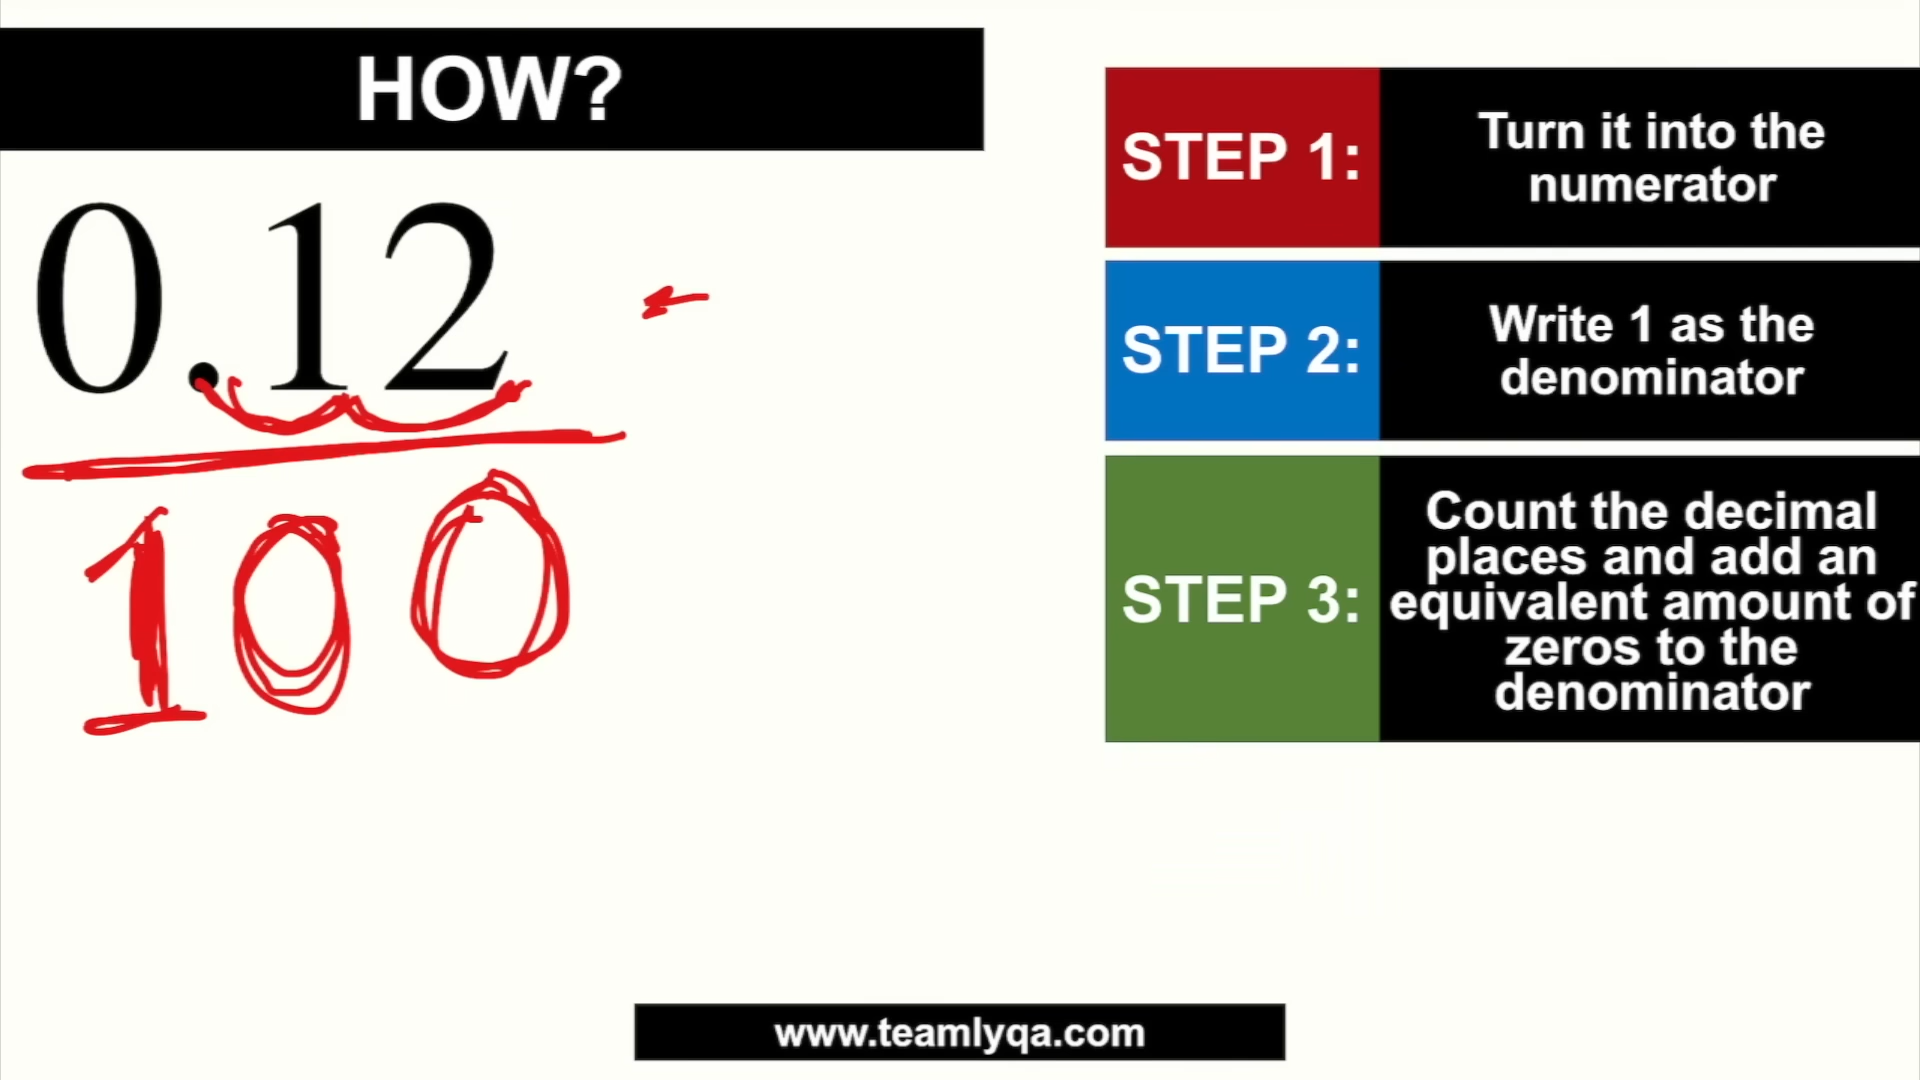 HOW?
0.12
100
STEP 1:
Turn it into the
numerator
STEP 2:
Write 1 as the
denominator
STEP 3:
Count the decimal
places and add an
equivalent amount of
zeros to the
denominator
www.teamlyqa.com